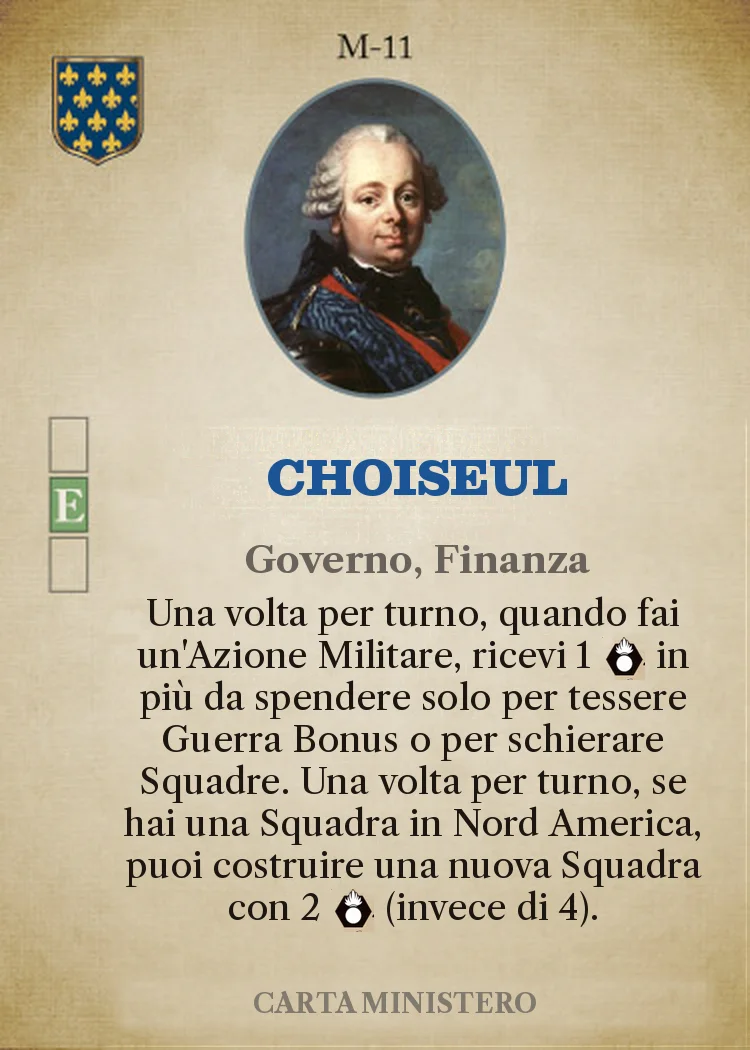 M-11
E
CHOISEUL
Governo, Finanza
Una volta per turno, quando fai
un'Azione Militare, ricevi 1 in
più da spendere solo per tessere
Guerra Bonus o per schierare
Squadre. Una volta per turno, se
hai una Squadra in Nord America,
puoi costruire una nuova Squadra
con 2 (invece di 4).
CARTA MINISTERO